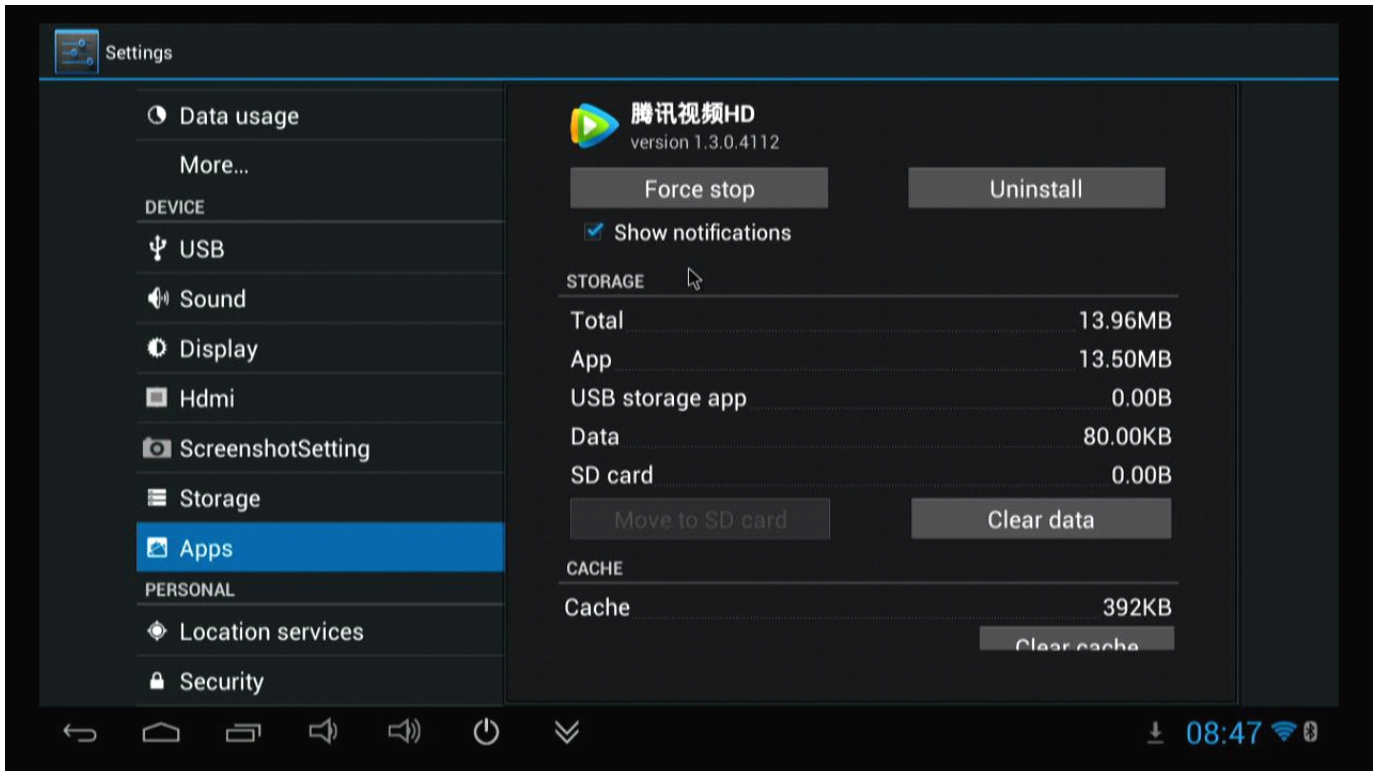 Settings
Data usage
More...
DEVICE
USB
Sound
Display
Hdmi
ScreenshotSetting
Storage
Apps
PERSONAL
Location services
Security
腾讯视频HD
version 1.3.0.4112
Force stop Uninstall
Show notifications
STORAGE
Total 13.96MB
App 13.50MB
USB storage app 0.00B
Data 80.00KB
SD card 0.00B
Move to SD card Clear data
CACHE
Cache 392KB
Clear cache
08:47